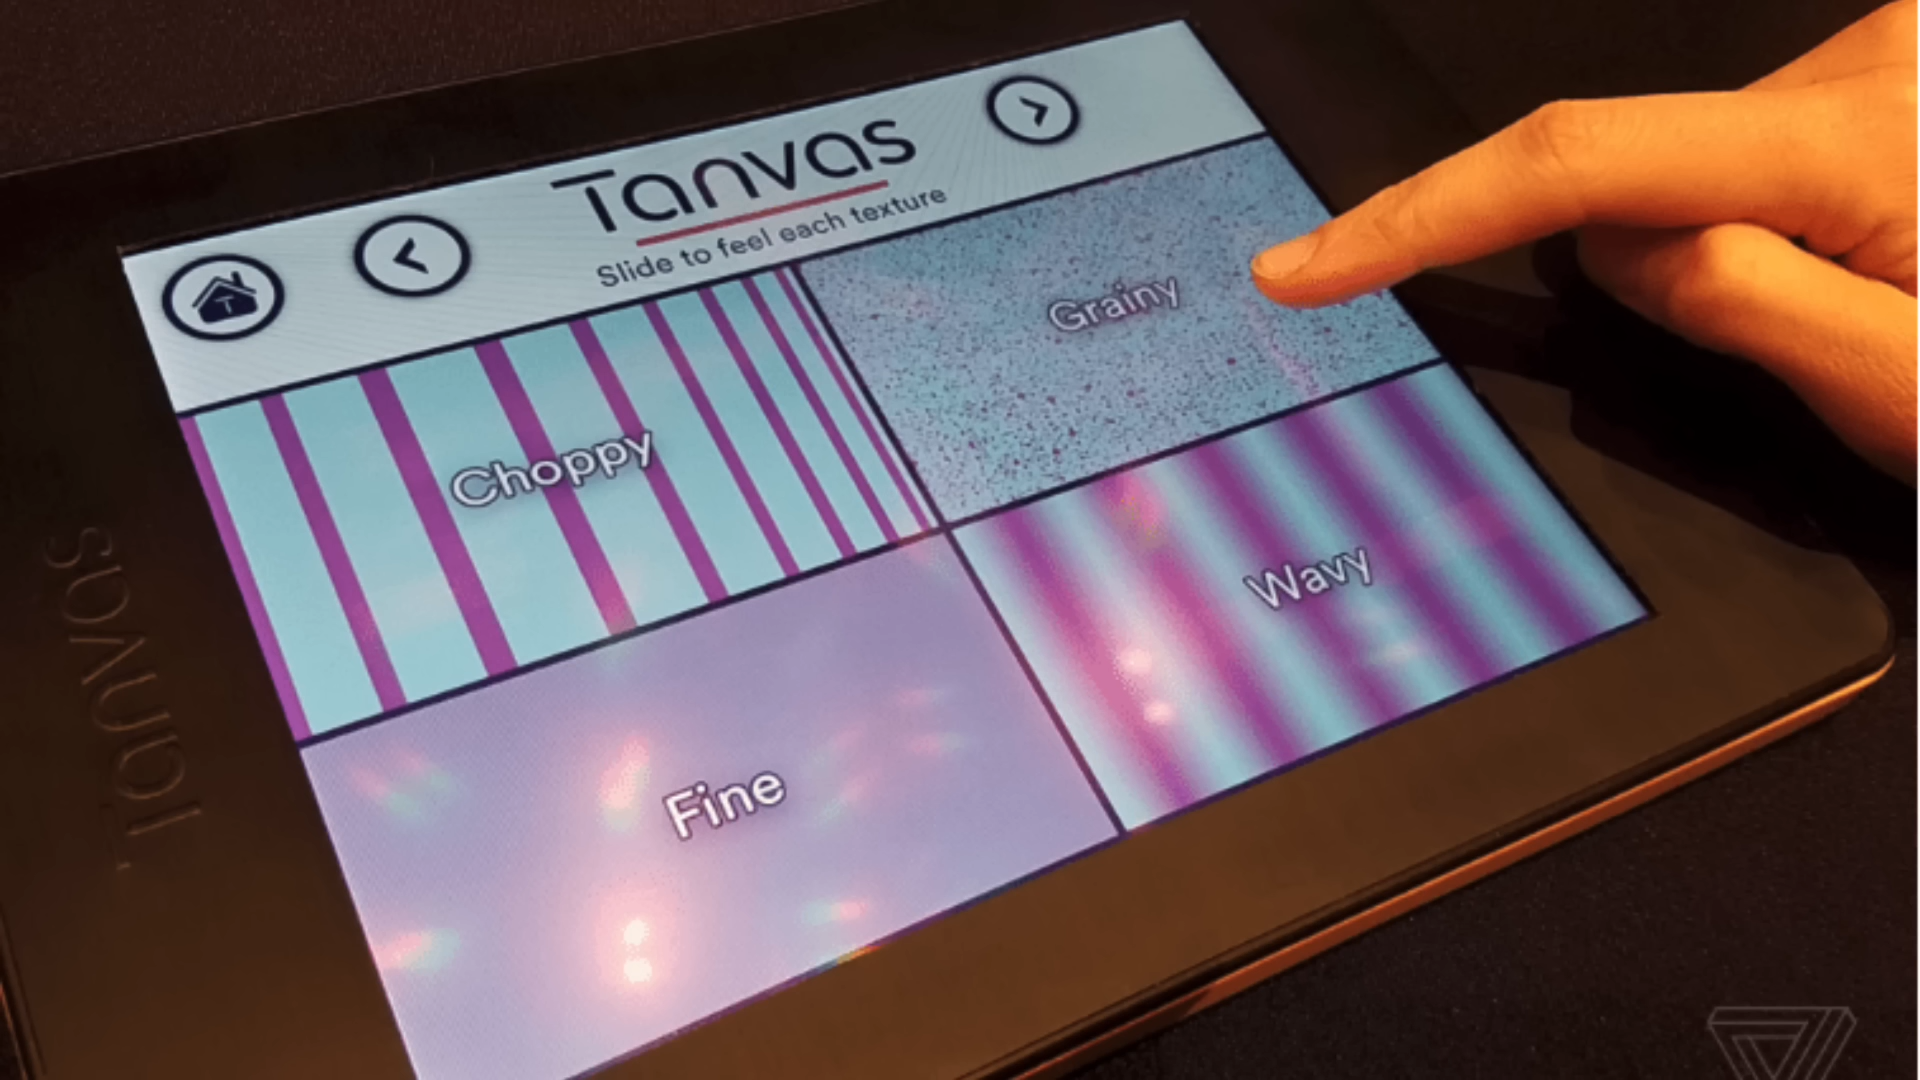 Tanvas
Slide to feel each texture
Choppy
Grainy
Fine
Wavy
Tanvas